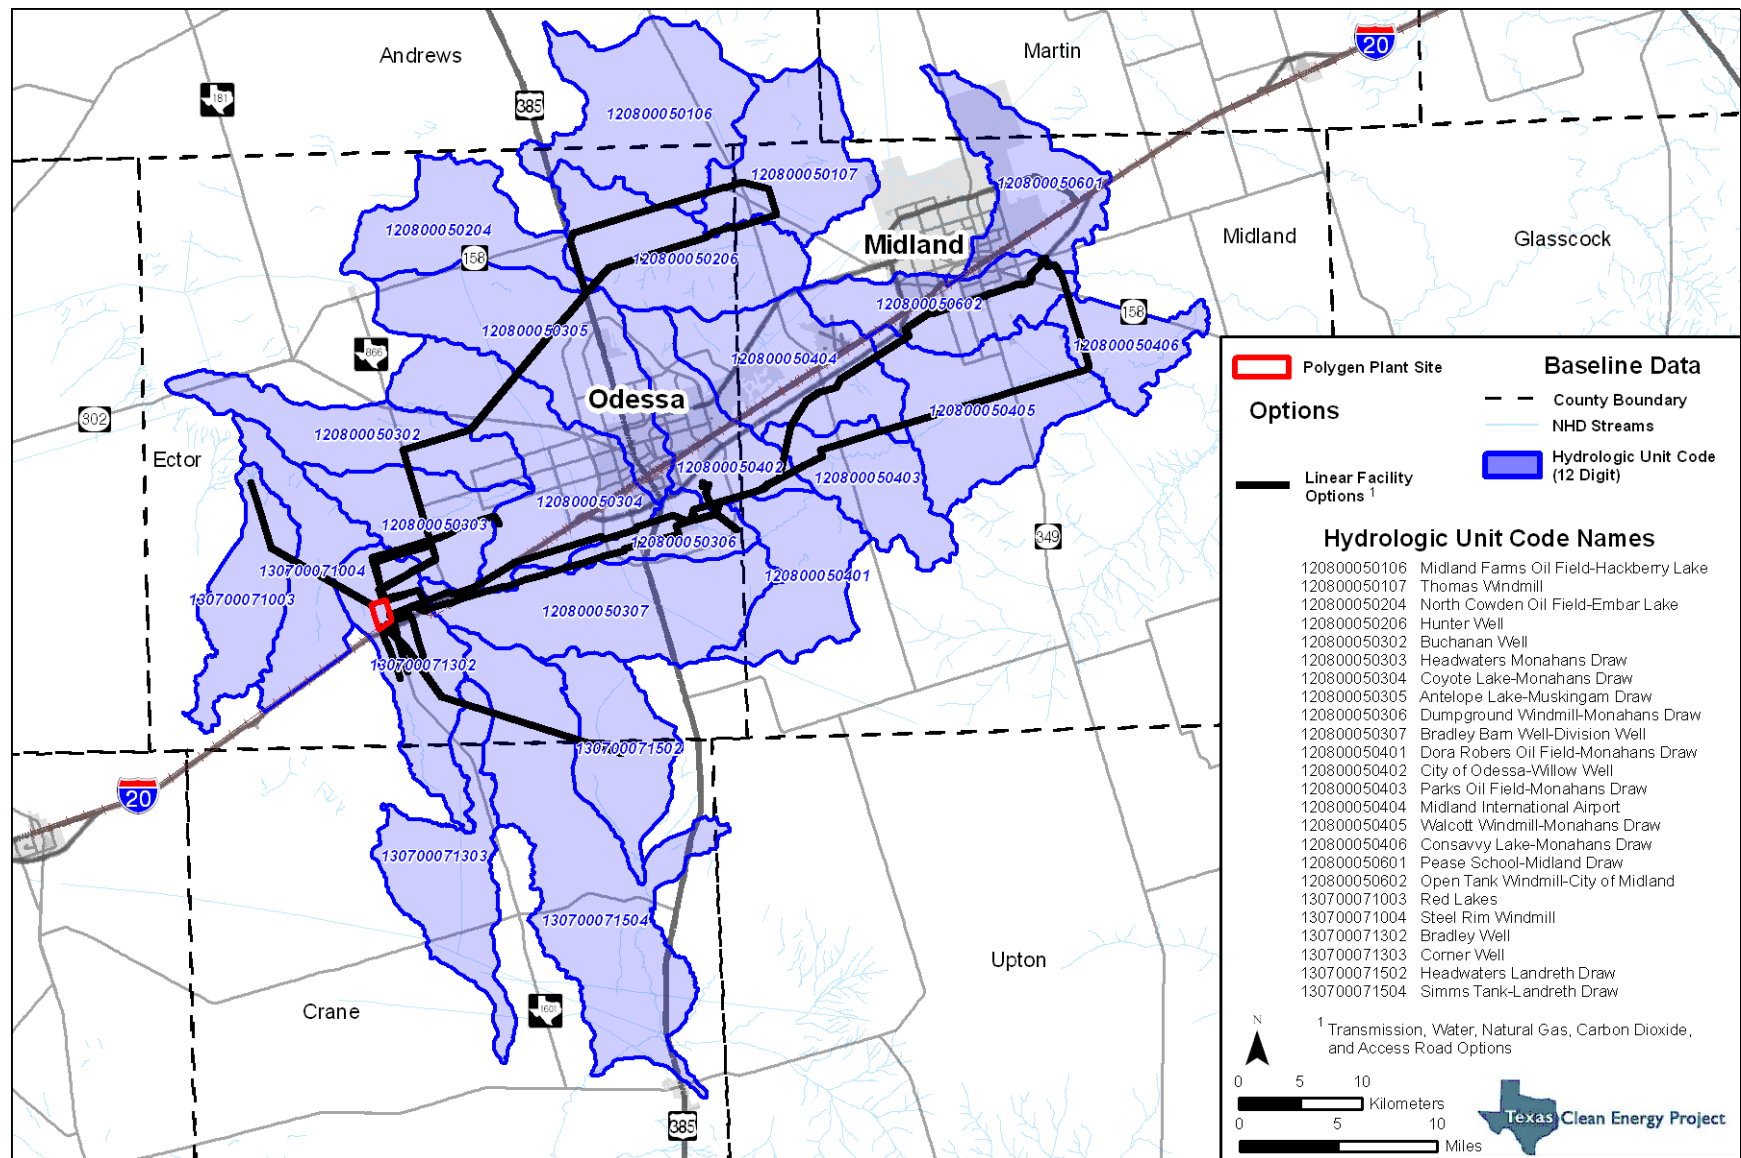 Andrews
Martin
20
181
385
120800050106
120800050107
120800050601
120800050204
158
Midland
Midland
Glasscock
120800050206
120800050602
158
120800050305
120800050404
120800050406
866
302
Odessa
120800050405
120800050302
Ector
120800050402
120800050403
120800050304
120800050303
120800050306
349
130700071004
120800050401
130700071003
120800050307
130700071302
130700071502
20
130700071303
130700071504
Upton
Crane
1601
385
Polygen Plant Site
Options
Linear Facility
Options 1
Baseline Data
County Boundary
NHD Streams
Hydrologic Unit Code
(12 Digit)
Hydrologic Unit Code Names
120800050106 Midland Farms Oil Field-Hackberry Lake
120800050107 Thomas Windmill
120800050204 North Cowden Oil Field-Embar Lake
120800050206 Hunter Well
120800050302 Buchanan Well
120800050303 Headwaters Monahans Draw
120800050304 Coyote Lake-Monahans Draw
120800050305 Antelope Lake-Muskingam Draw
120800050306 Dumpground Windmill-Monahans Draw
120800050307 Bradley Barn Well-Division Well
120800050401 Dora Robers Oil Field-Monahans Draw
120800050402 City of Odessa-Willow Well
120800050403 Parks Oil Field-Monahans Draw
120800050404 Midland International Airport
120800050405 Walcott Windmill-Monahans Draw
120800050406 Consavvy Lake-Monahans Draw
120800050601 Pease School-Midland Draw
120800050602 Open Tank Windmill-City of Midland
130700071003 Red Lakes
130700071004 Steel Rim Windmill
130700071302 Bradley Well
130700071303 Corner Well
130700071502 Headwaters Landreth Draw
130700071504 Simms Tank-Landreth Draw
N
1 Transmission, Water, Natural Gas, Carbon Dioxide,
and Access Road Options
0 5 10
Kilometers
0 5 10
Miles
Texas Clean Energy Project